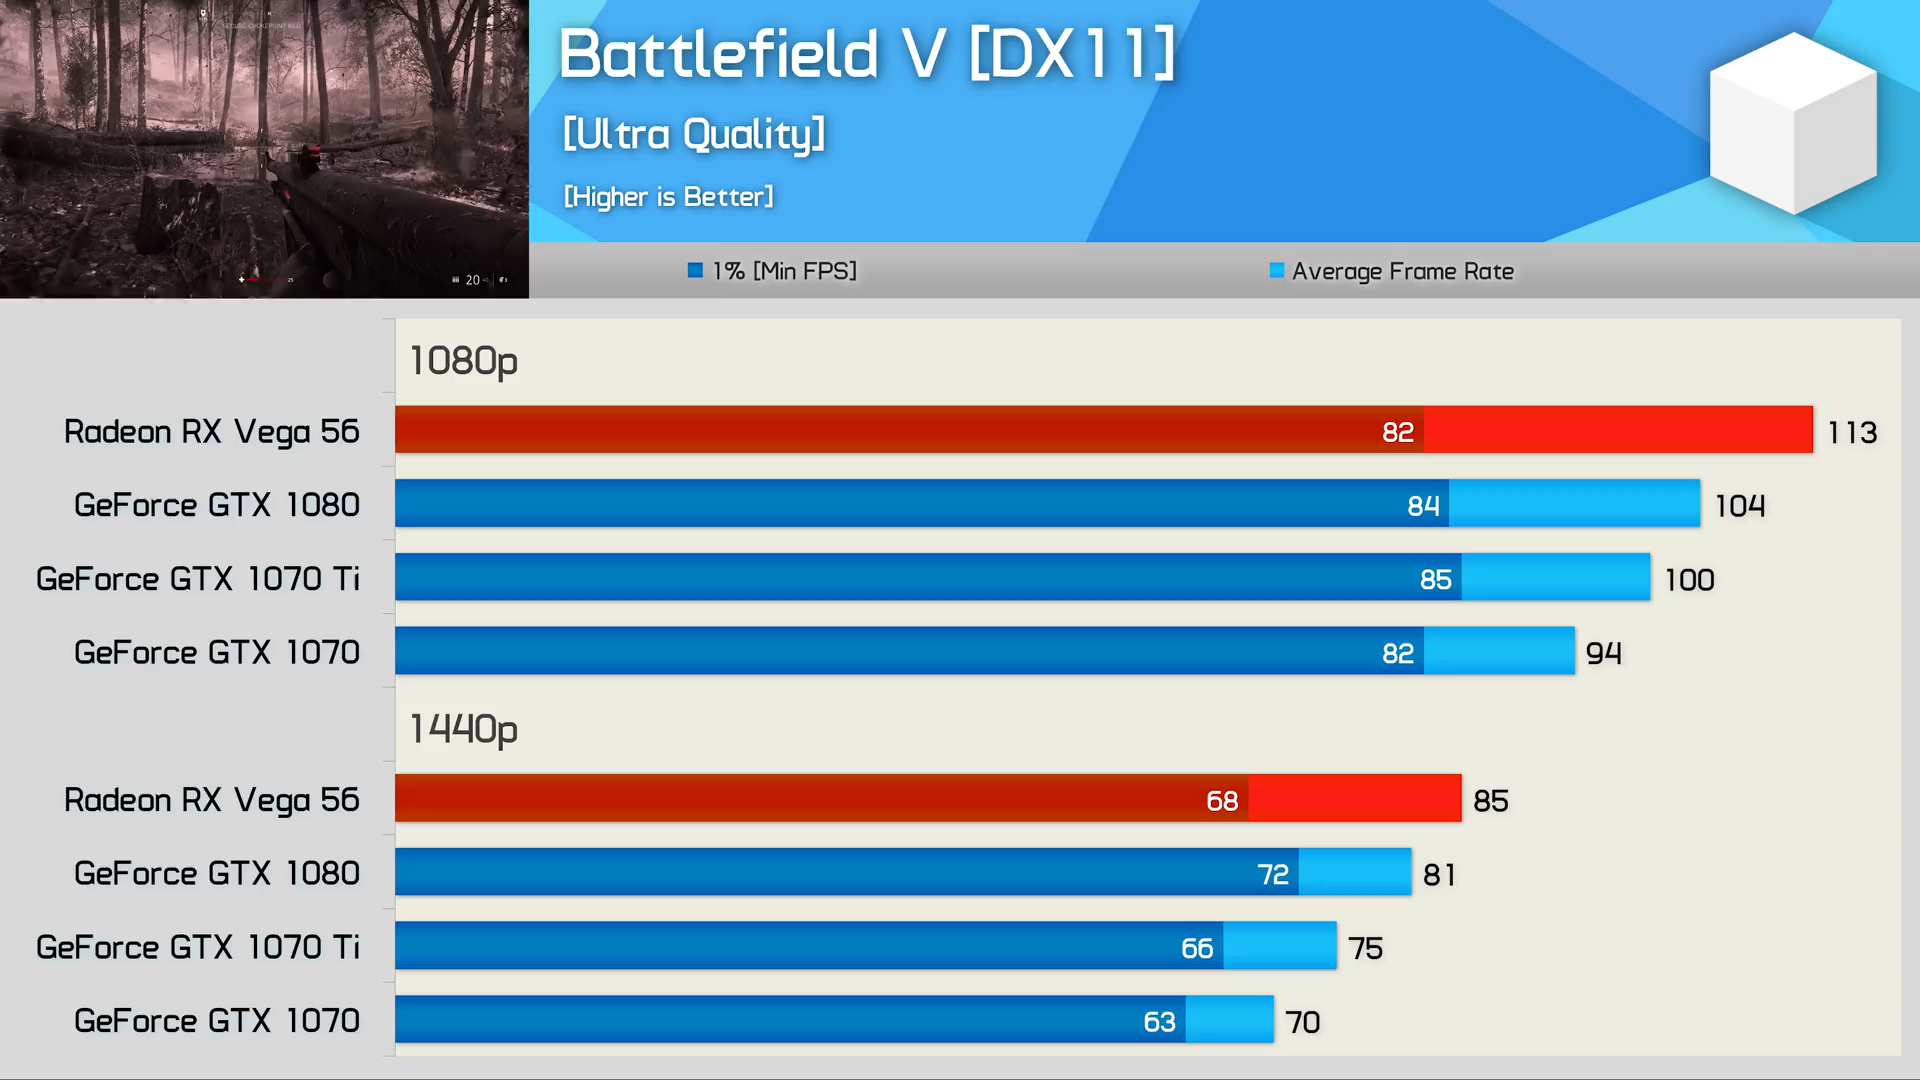 Battlefield V [DX11]
[Ultra Quality]
[Higher is Better]
20
1% [Min FPS]
Average Frame Rate
1080p
Radeon RX Vega 56 82 113
GeForce GTX 1080 84 104
GeForce GTX 1070 Ti 85 100
GeForce GTX 1070 82 94
1440p
Radeon RX Vega 56 68 85
GeForce GTX 1080 72 81
GeForce GTX 1070 Ti 66 75
GeForce GTX 1070 63 70